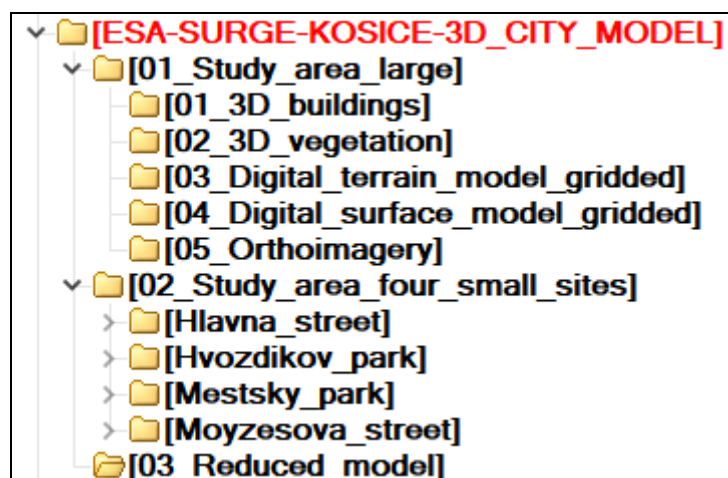 [ESA-SURGE-KOSICE-3D_CITY_MODEL]
[01_Study_area_large]
[01_3D_buildings]
[02_3D_vegetation]
[03_Digital_terrain_model_gridded]
[04_Digital_surface_model_gridded]
[05_Orthoimagery]
[02_Study_area_four_small_sites]
[Hlavna_street]
[Hvozdikov_park]
[Mestsky_park]
[Moyzesova_street]
[03_Reduced_model]